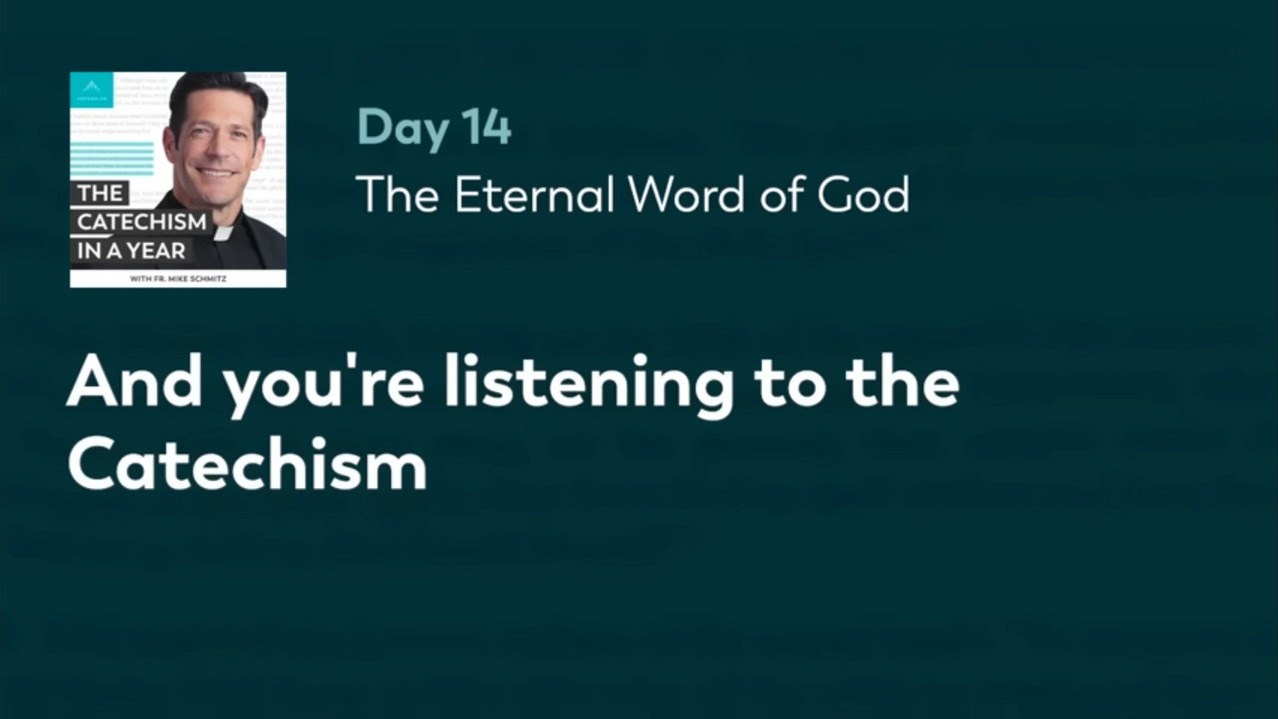 Day 14
The Eternal Word of God
THE
CATECHISM
IN A YEAR
WITH FR. MIKE SCHMITZ
And you're listening to the
Catechism